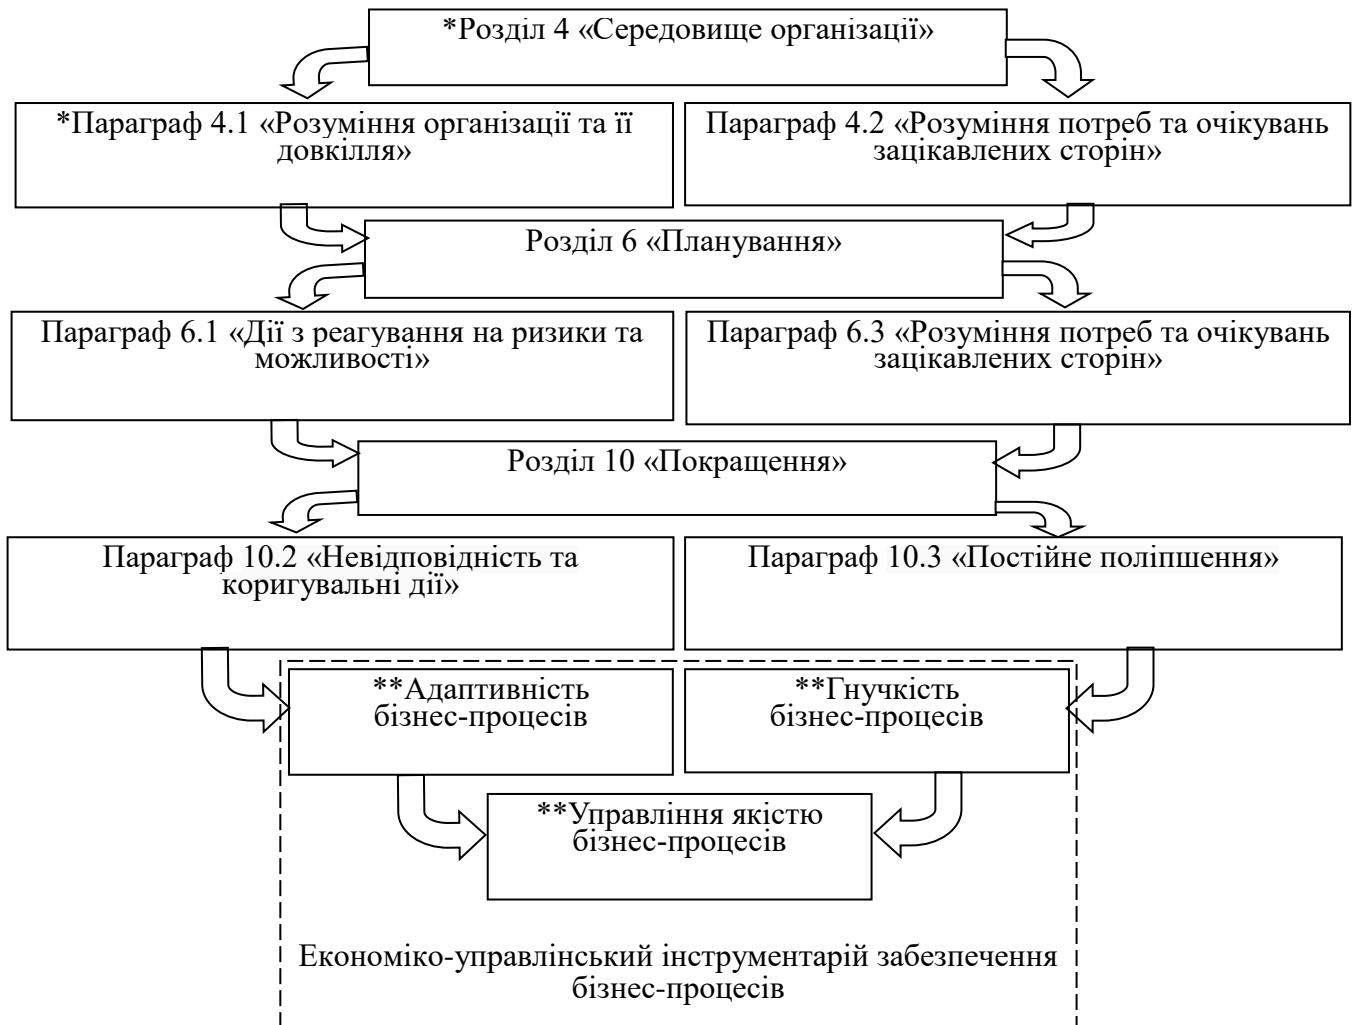 *Розділ 4 «Середовище організації»
*Параграф 4.1 «Розуміння організації та її
довкілля»
Параграф 4.2 «Розуміння потреб та очікувань
зацікавлених сторін»
Розділ 6 «Планування»
Параграф 6.1 «Дії з реагування на ризики та
можливості»
Параграф 6.3 «Розуміння потреб та очікувань
зацікавлених сторін»
Розділ 10 «Покращення»
Параграф 10.2 «Невідповідність та
коригувальні дії»
Параграф 10.3 «Постійне поліпшення»
**Адаптивність
бізнес-процесів
**Гнучкість
бізнес-процесів
**Управління якістю
бізнес-процесів
Економіко-управлінський інструментарій забезпечення
бізнес-процесів